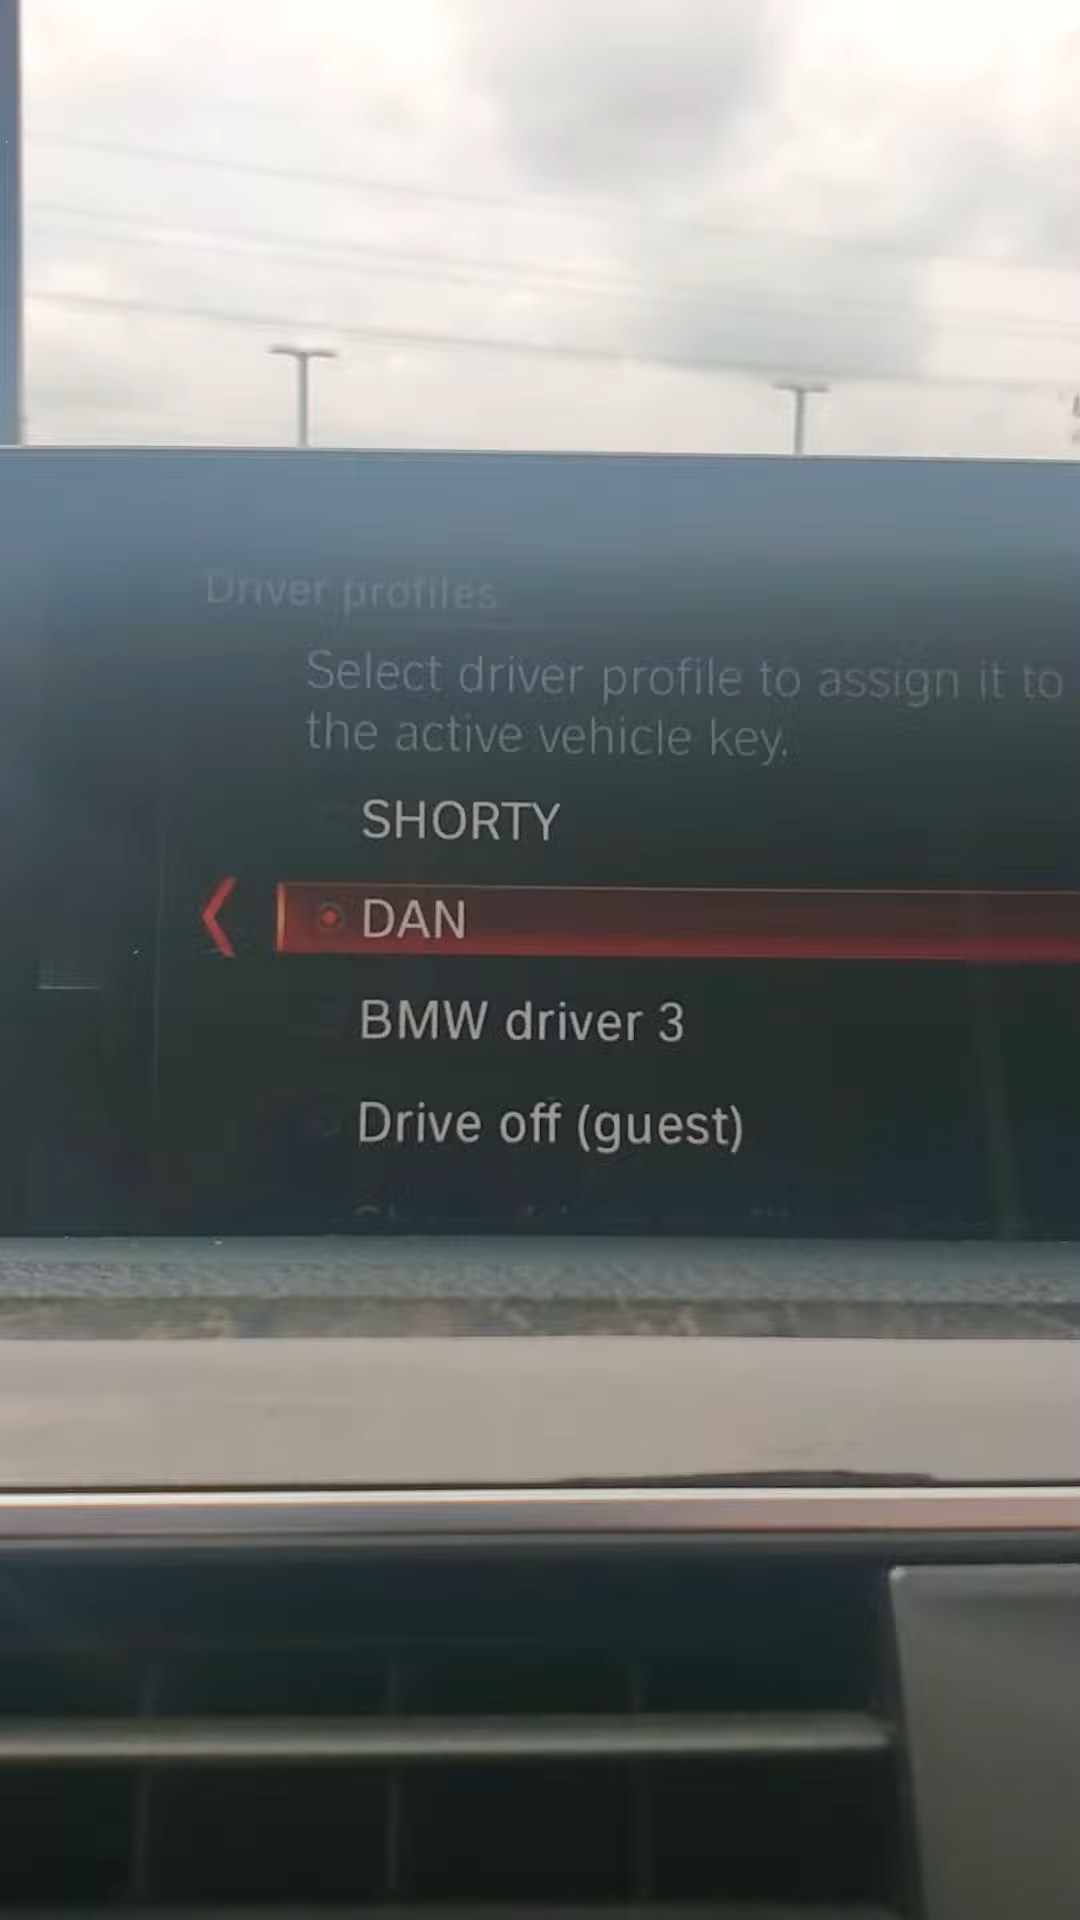 Driver profiles
Select driver profile to assign it to
the active vehicle key.
SHORTY
DAN
BMW driver 3
Drive off (guest)